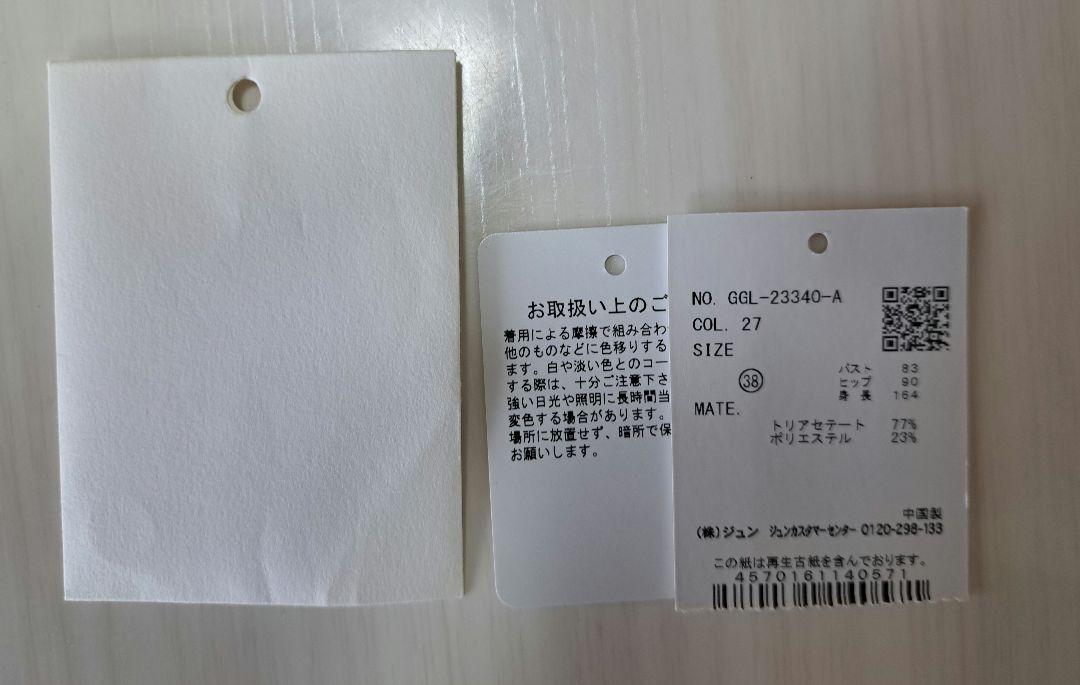 お取扱い上のご
着用による摩擦で組み合わ
他のものなどに色移りする
ます。白や淡い色とのコー
する際は、十分ご注意下さ
強い日光や照明に長時間当
変色する場合があります。
場所に放置せず、暗所で保
お願いします。
NO. GGL-23340-A
COL. 27
SIZE
38
バスト 83
ヒップ 90
身長 164
MATE.
トリアセテート 77%
ポリエステル 23%
中国製
(株)ジュン ジュンカスタマーセンター 0120-298-133
この紙は再生古紙を含んでおります。
4570161140571